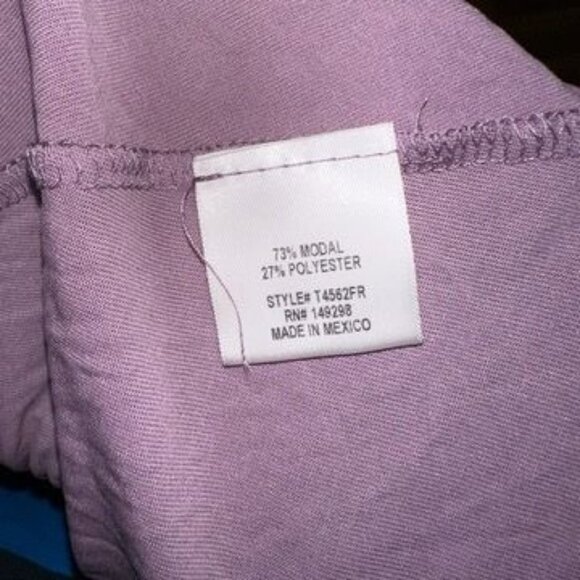 73% MODAL
27% POLYESTER
STYLE# T4562FR
RN# 149298
MADE IN MEXICO